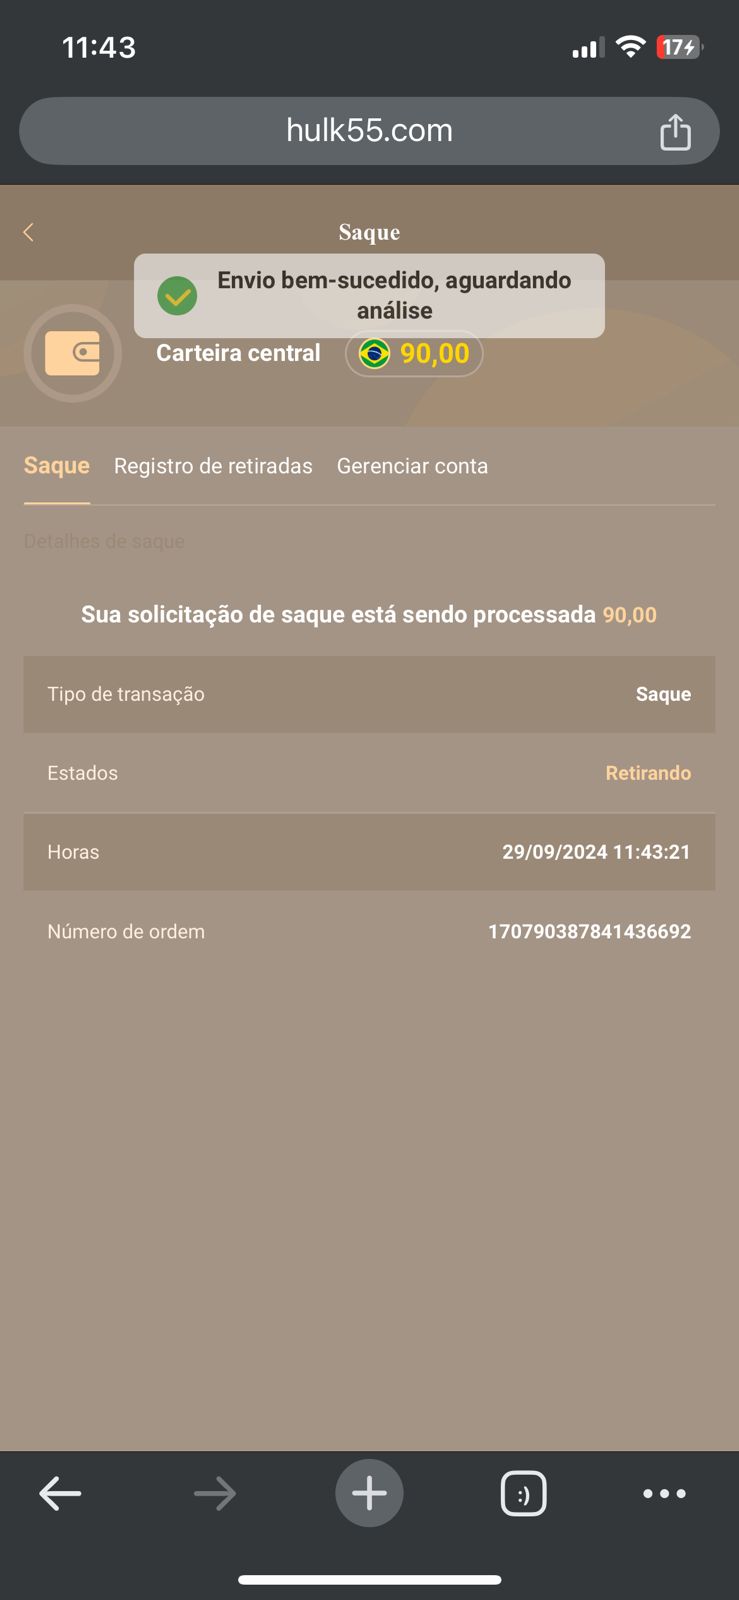 11:43
17
hulk55.com
Saque
Envio bem-sucedido, aguardando
análise
Carteira central 90,00
Saque Registro de retiradas Gerenciar conta
Detalhes de saque
Sua solicitação de saque está sendo processada 90,00
Tipo de transação Saque
Estados Retirando
Horas 29/09/2024 11:43:21
Número de ordem 170790387841436692
:)